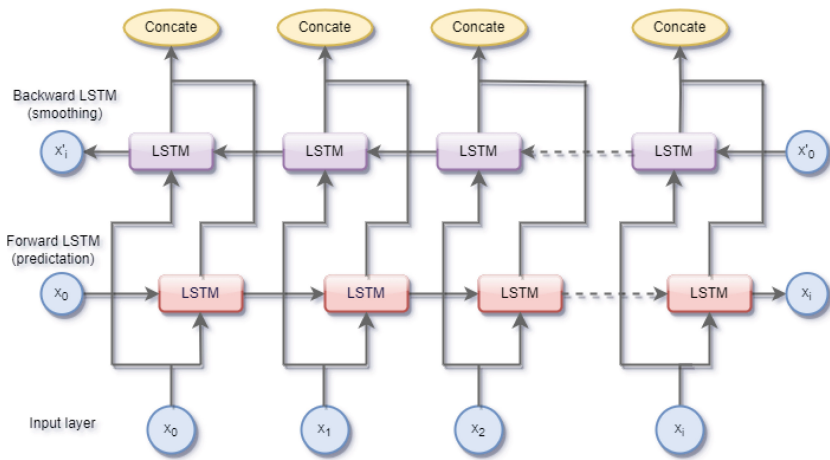 Concate Concate Concate Concate
Backward LSTM
(smoothing)
x'i LSTM LSTM LSTM LSTM x'0
Forward LSTM
(predictation)
x0 LSTM LSTM LSTM LSTM xi
Input layer x0 x1 x2 xi